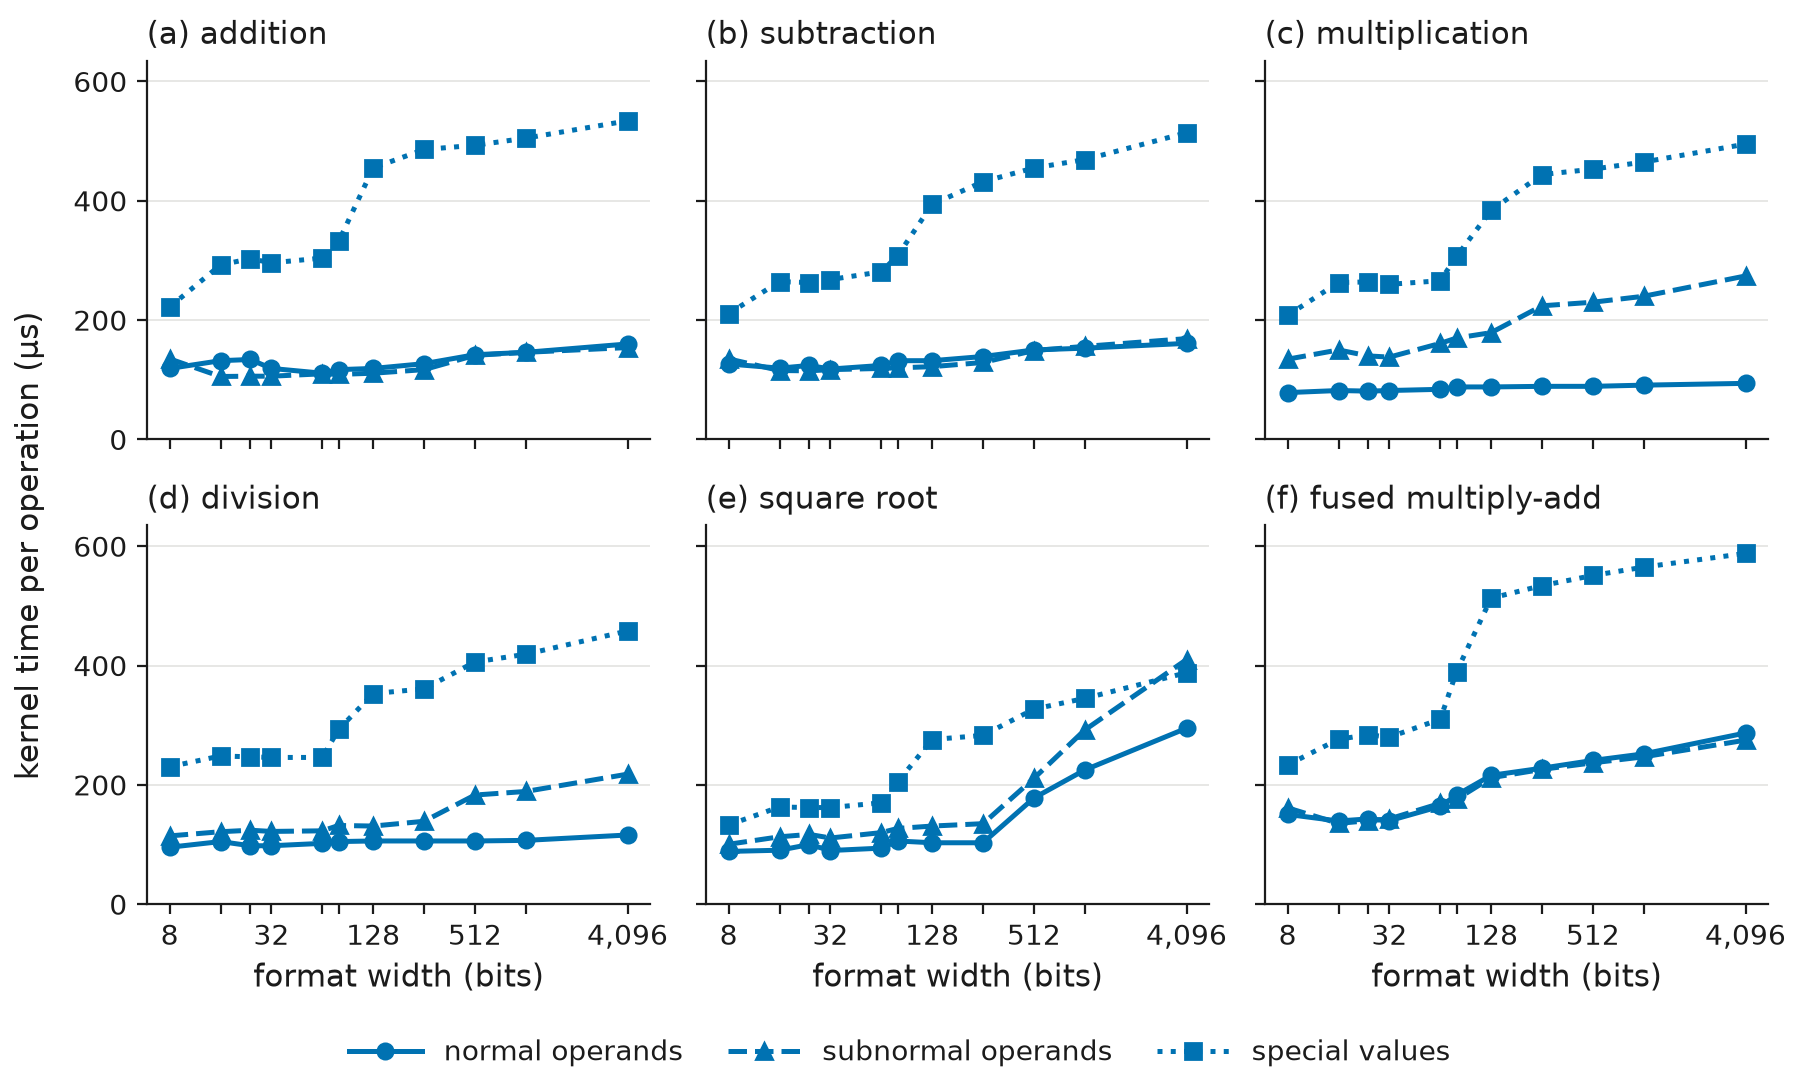 (a) addition
(b) subtraction
(c) multiplication
600
400
200
0
kernel time per operation (µs)
(d) division
(e) square root
(f) fused multiply-add
600
400
200
0
8 32 128 512 4,096
8 32 128 512 4,096
8 32 128 512 4,096
format width (bits)
format width (bits)
format width (bits)
normal operands
subnormal operands
special values